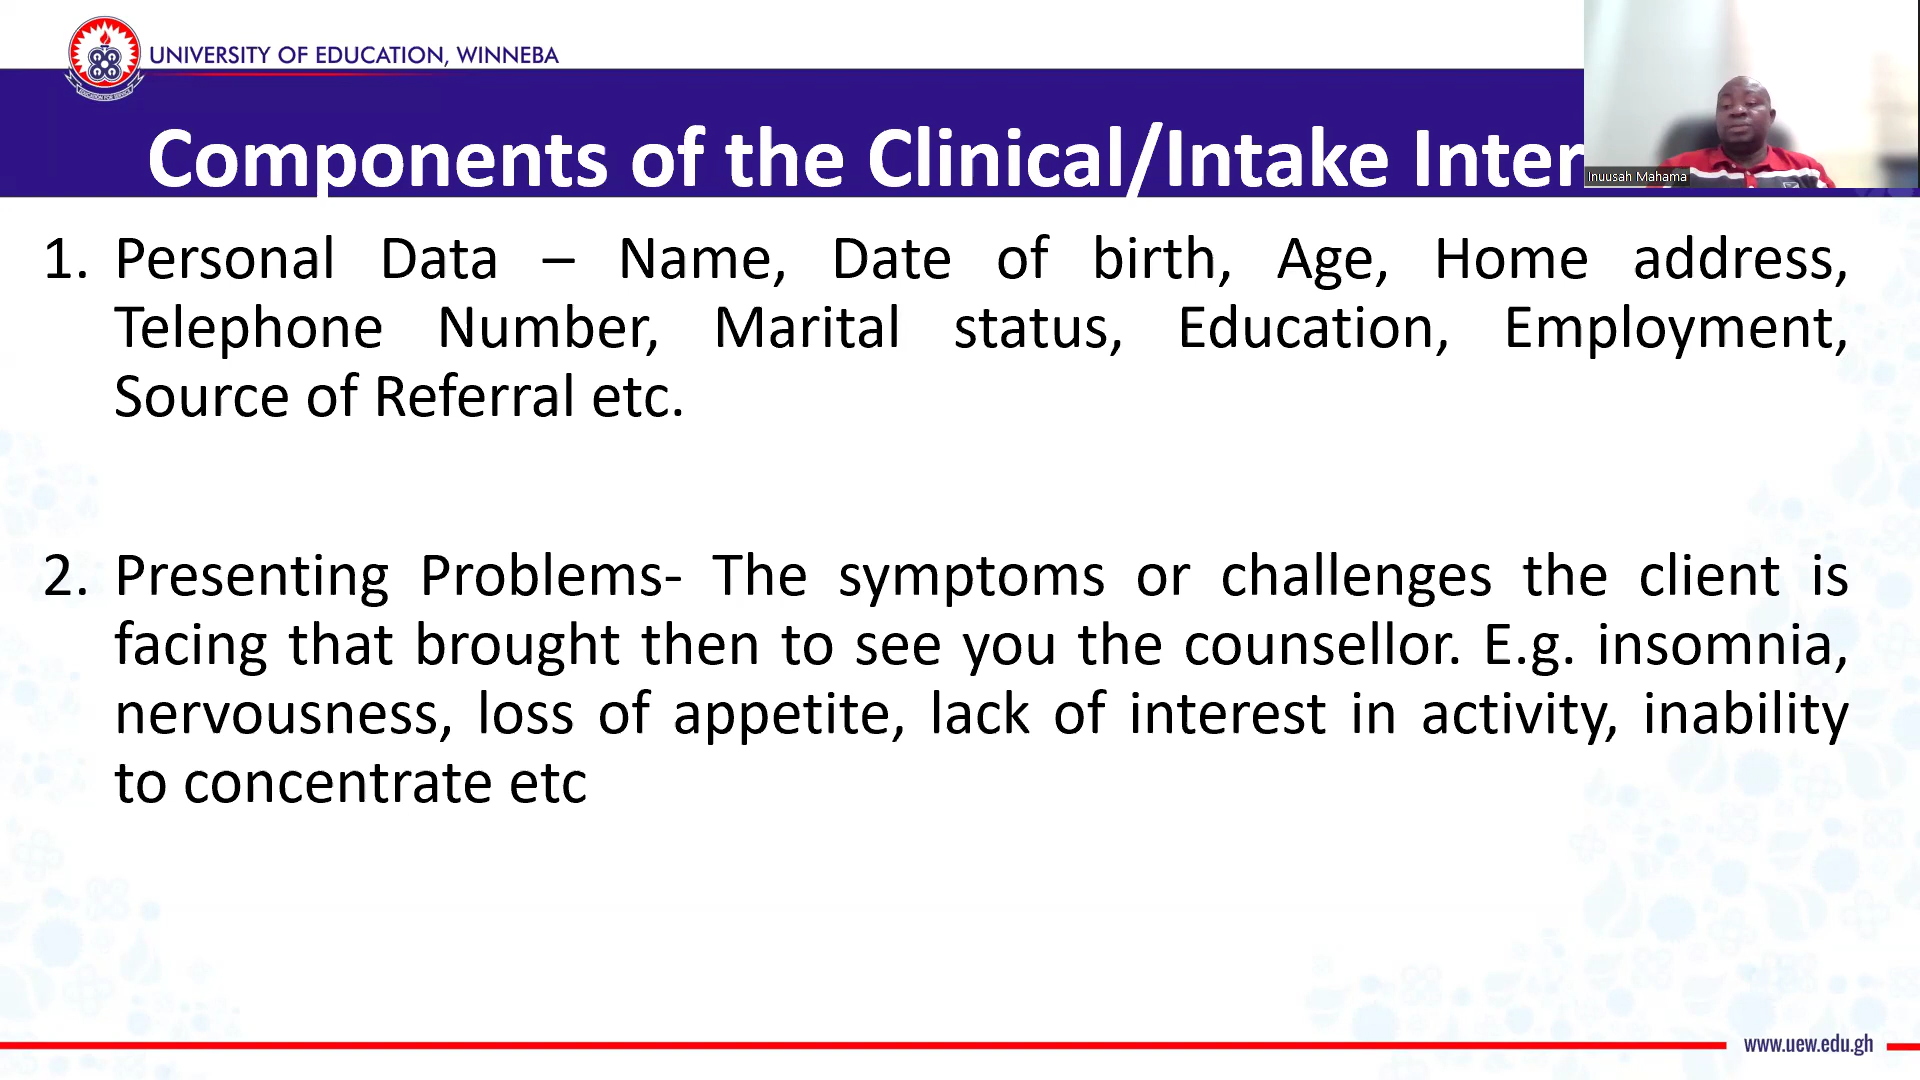 UNIVERSITY OF EDUCATION, WINNEBA
Components of the Clinical/Intake Inter
Inuusah Mahama
1. Personal Data – Name, Date of birth, Age, Home address,
Telephone Number, Marital status, Education, Employment,
Source of Referral etc.
2. Presenting Problems- The symptoms or challenges the client is
facing that brought then to see you the counsellor. E.g. insomnia,
nervousness, loss of appetite, lack of interest in activity, inability
to concentrate etc
www.uew.edu.gh